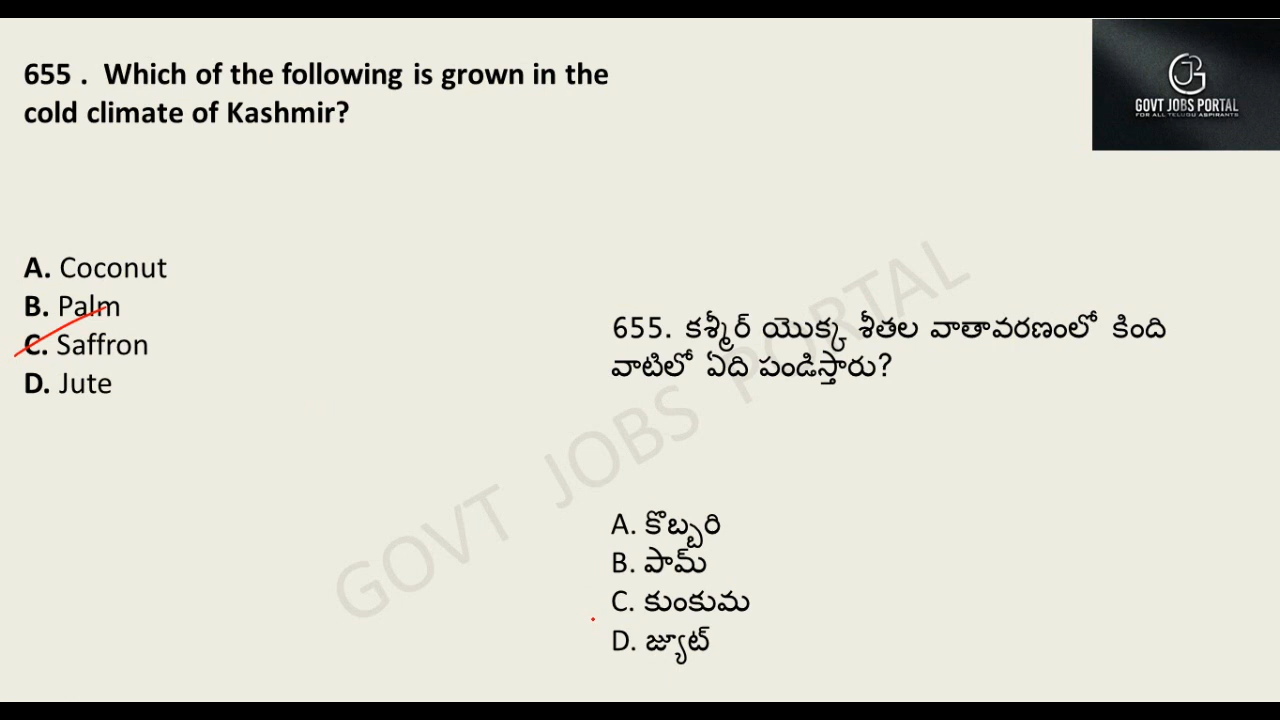 655 . Which of the following is grown in the
cold climate of Kashmir?
A. Coconut
B. Palm
C. Saffron
D. Jute
655. కశ్మీర్ యొక్క శీతల వాతావరణంలో కింది
వాటిలో ఏది పండిస్తారు?
A. కొబ్బరి
B. పామ్
C. కుంకుమ
D. జ్యూట్
GOVT JOBS PORTAL
GOVT JOBS PORTAL
FOR ALL TELUGU ASPIRANTS